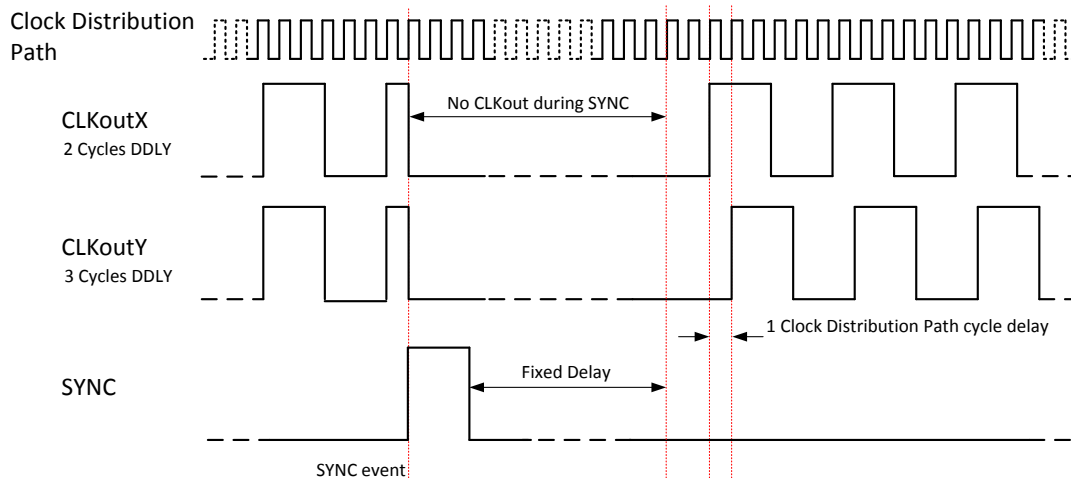 Clock Distribution
Path
CLKoutX
2 Cycles DDLY
No CLKout during SYNC
CLKoutY
3 Cycles DDLY
1 Clock Distribution Path cycle delay
SYNC
Fixed Delay
SYNC event